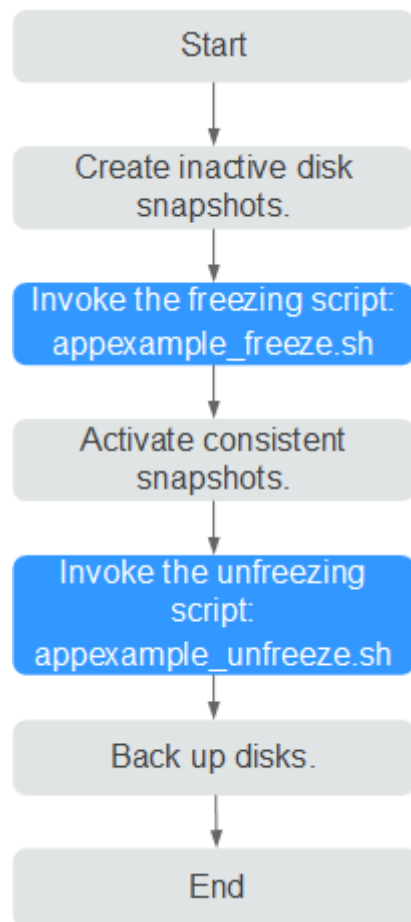 Start
Create inactive disk
snapshots.
Invoke the freezing script:
appexample_freeze.sh
Activate consistent
snapshots.
Invoke the unfreezing
script:
appexample_unfreeze.sh
Back up disks.
End